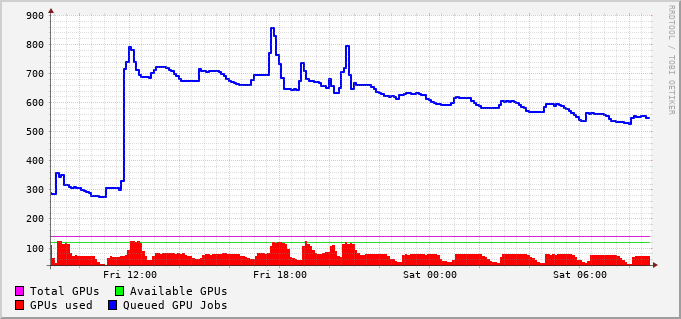 900
800
700
600
500
400
300
200
100
Fri 12:00 Fri 18:00 Sat 00:00 Sat 06:00
Total GPUs Available GPUs
GPUs used Queued GPU Jobs
RRDTOOL / TOBI OETIKER